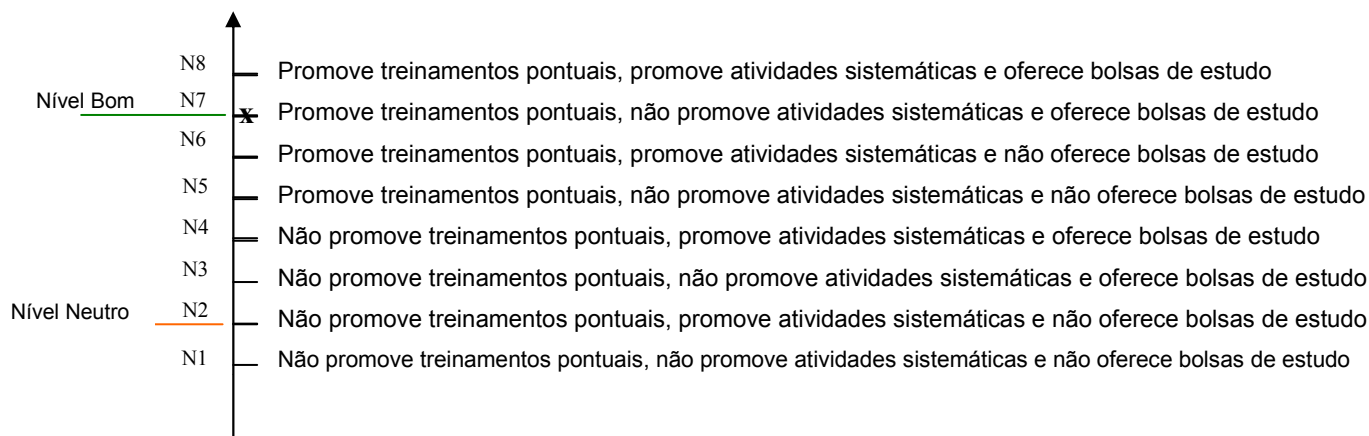 N8 Promove treinamentos pontuais, promove atividades sistemáticas e oferece bolsas de estudo
Nível Bom N7 x Promove treinamentos pontuais, não promove atividades sistemáticas e oferece bolsas de estudo
N6 Promove treinamentos pontuais, promove atividades sistemáticas e não oferece bolsas de estudo
N5 Promove treinamentos pontuais, não promove atividades sistemáticas e não oferece bolsas de estudo
N4 Não promove treinamentos pontuais, promove atividades sistemáticas e oferece bolsas de estudo
N3 Não promove treinamentos pontuais, não promove atividades sistemáticas e oferece bolsas de estudo
Nível Neutro N2 Não promove treinamentos pontuais, promove atividades sistemáticas e não oferece bolsas de estudo
N1 Não promove treinamentos pontuais, não promove atividades sistemáticas e não oferece bolsas de estudo